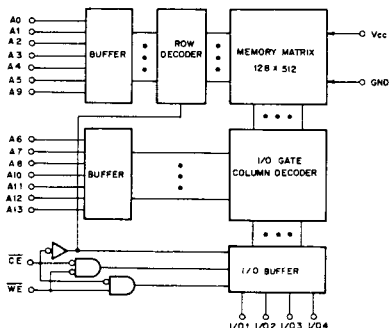 A0
A1
A2
A3
A4
A5
A9
BUFFER
ROW
DECODER
MEMORY MATRIX
128 x 512
Vcc
GND
A6
A7
A8
A10
A11
A12
A13
BUFFER
I/O GATE
COLUMN DECODER
CE
WE
I/O BUFFER
I/O1 I/O2 I/O3 I/O4